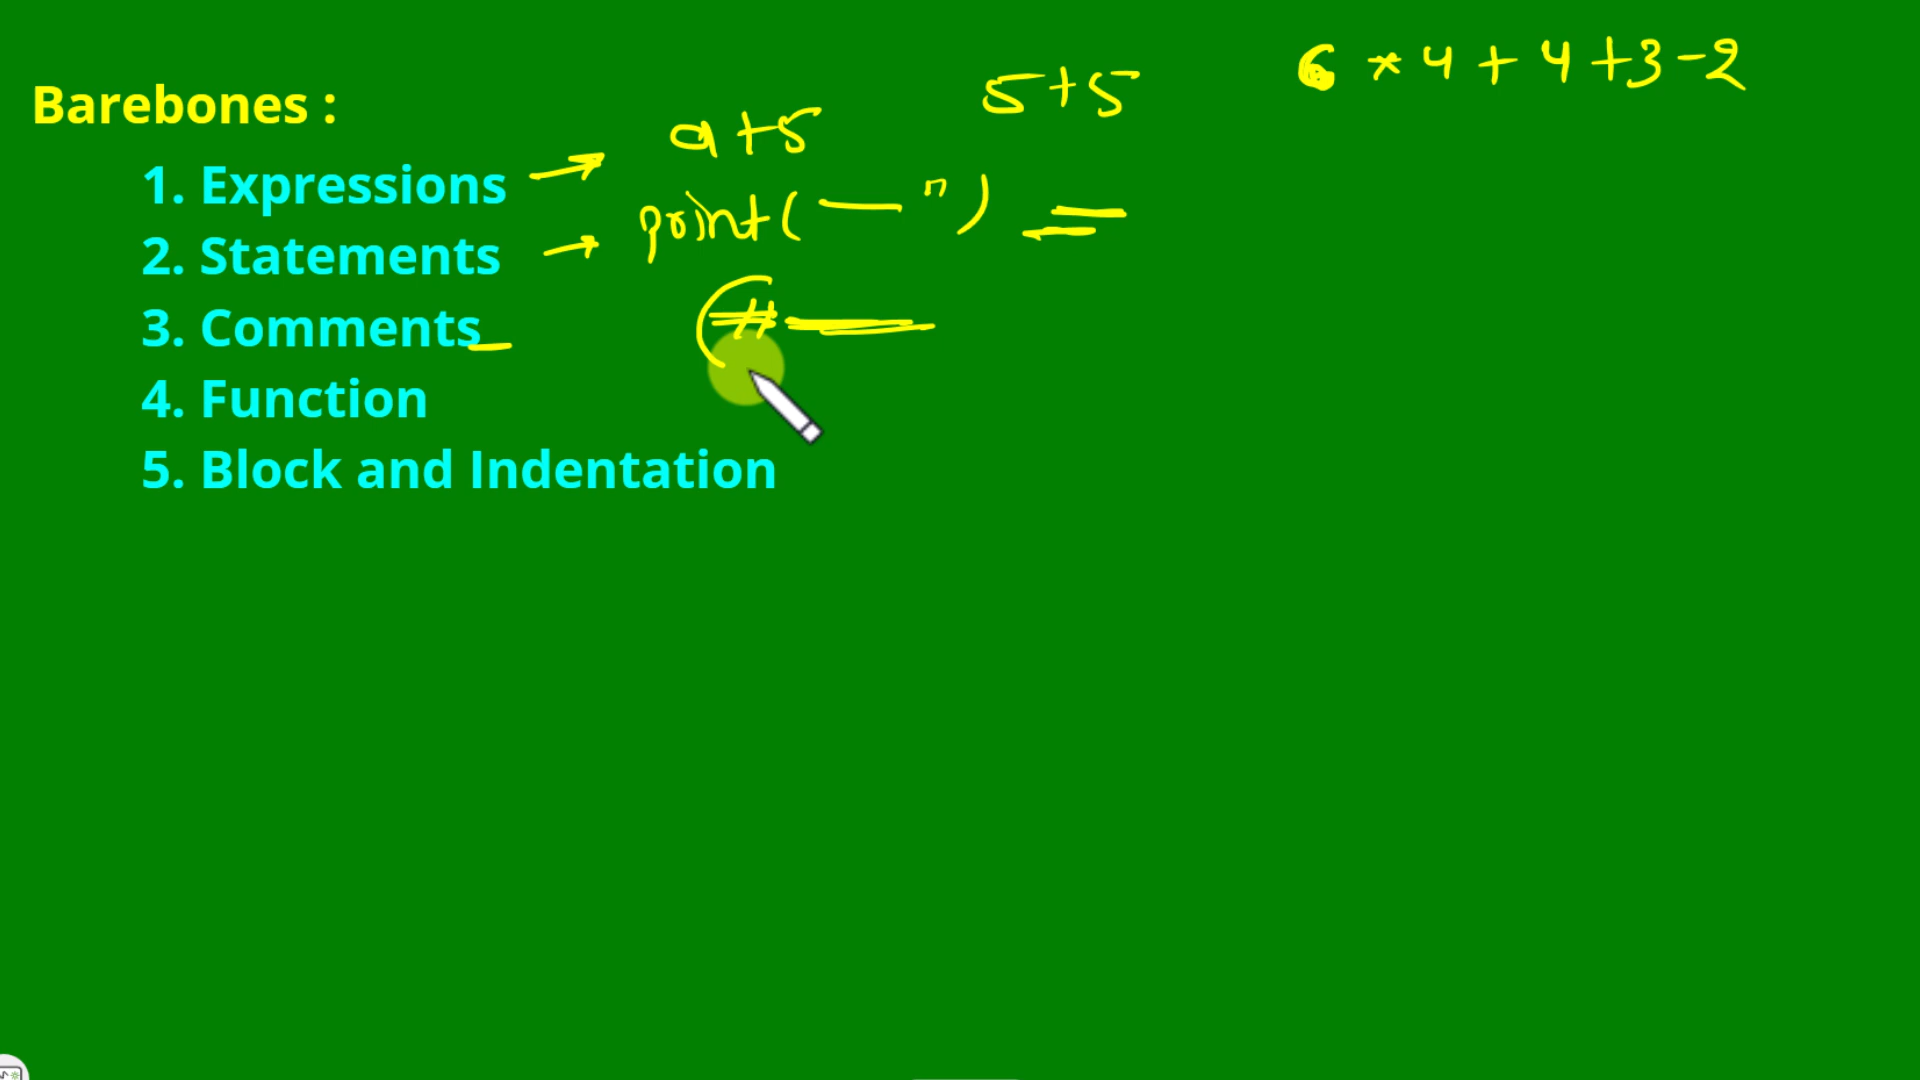 6 * 4 + 4 + 3 - 2
5 + 5
Barebones :
a + 5
1. Expressions
print( — ")
2. Statements
#
3. Comments
4. Function
5. Block and Indentation